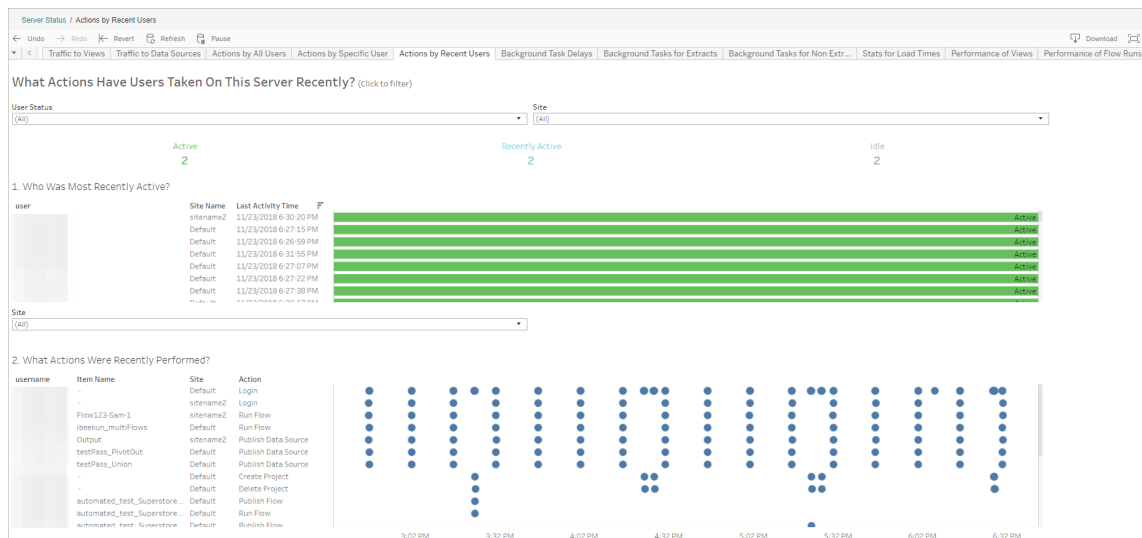 Server Status / Actions by Recent Users
← Undo → Redo Revert Refresh Pause Download
Traffic to Views Traffic to Data Sources Actions by All Users Actions by Specific User Actions by Recent Users Background Task Delays Background Tasks for Extracts Background Tasks for Non Extr... Stats for Load Times Performance of Views Performance of Flow Runs
What Actions Have Users Taken On This Server Recently? (Click to filter)
User Status Site
(All) (All)
Active Recently Active Idle
2 2 2
1. Who Was Most Recently Active?
user Site Name Last Activity Time
sitename2 11/23/2018 6:30:20 PM Active
Default 11/23/2018 6:27:15 PM Active
Default 11/23/2018 6:26:59 PM Active
Default 11/23/2018 6:31:55 PM Active
Default 11/23/2018 6:27:07 PM Active
Default 11/23/2018 6:27:22 PM Active
Default 11/23/2018 6:27:38 PM Active
Site
(All)
2. What Actions Were Recently Performed?
username Item Name Site Action
- Default Login
- sitename2 Login
Flow123-Sam-1 sitename2 Run Flow
ibeekun_multiFlows Default Run Flow
Output sitename2 Publish Data Source
testPass_PivotOut Default Publish Data Source
testPass_Union Default Publish Data Source
- Default Create Project
- Default Delete Project
automated_test_Superstore... Default Publish Flow
automated_test_Superstore... Default Run Flow
automated_test_Superstore... Default Publish Flow
3:02 PM 3:32 PM 4:02 PM 4:32 PM 5:02 PM 5:32 PM 6:02 PM 6:32 PM